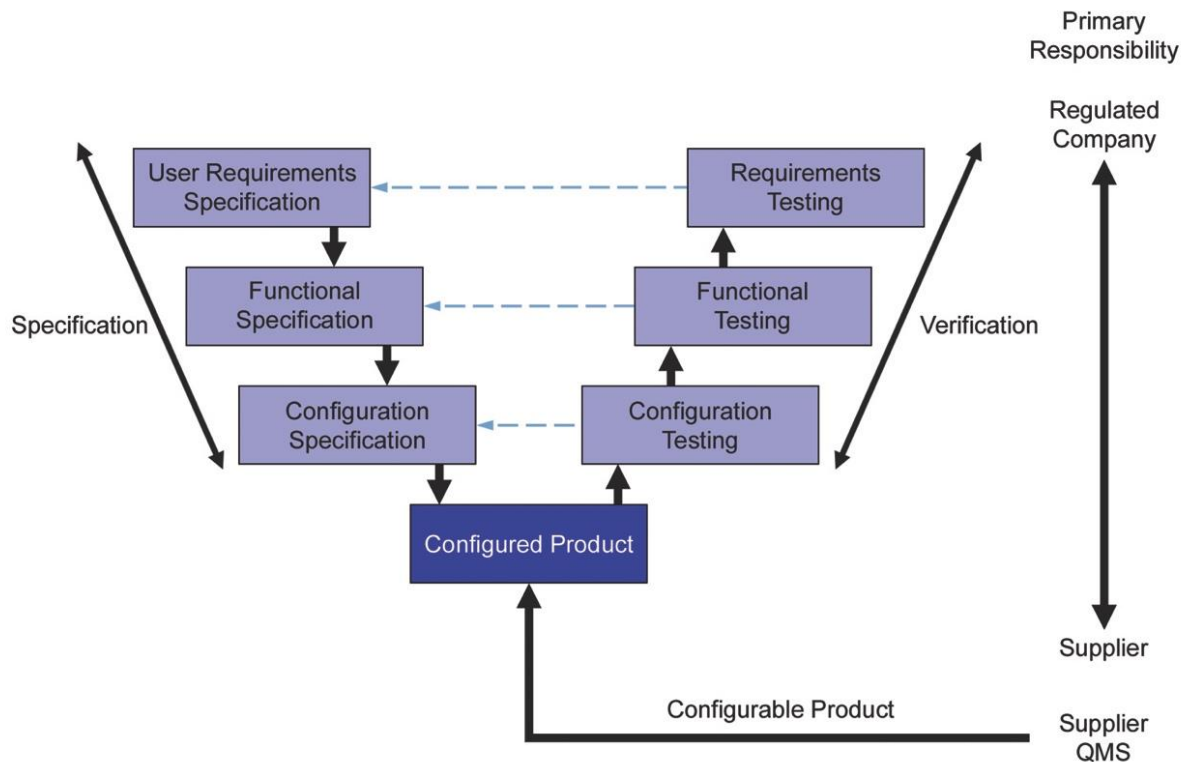 Primary
Responsibility
Regulated
Company
User Requirements
Specification
Requirements
Testing
Functional
Specification
Functional
Testing
Specification
Verification
Configuration
Specification
Configuration
Testing
Configured Product
Supplier
Configurable Product
Supplier
QMS